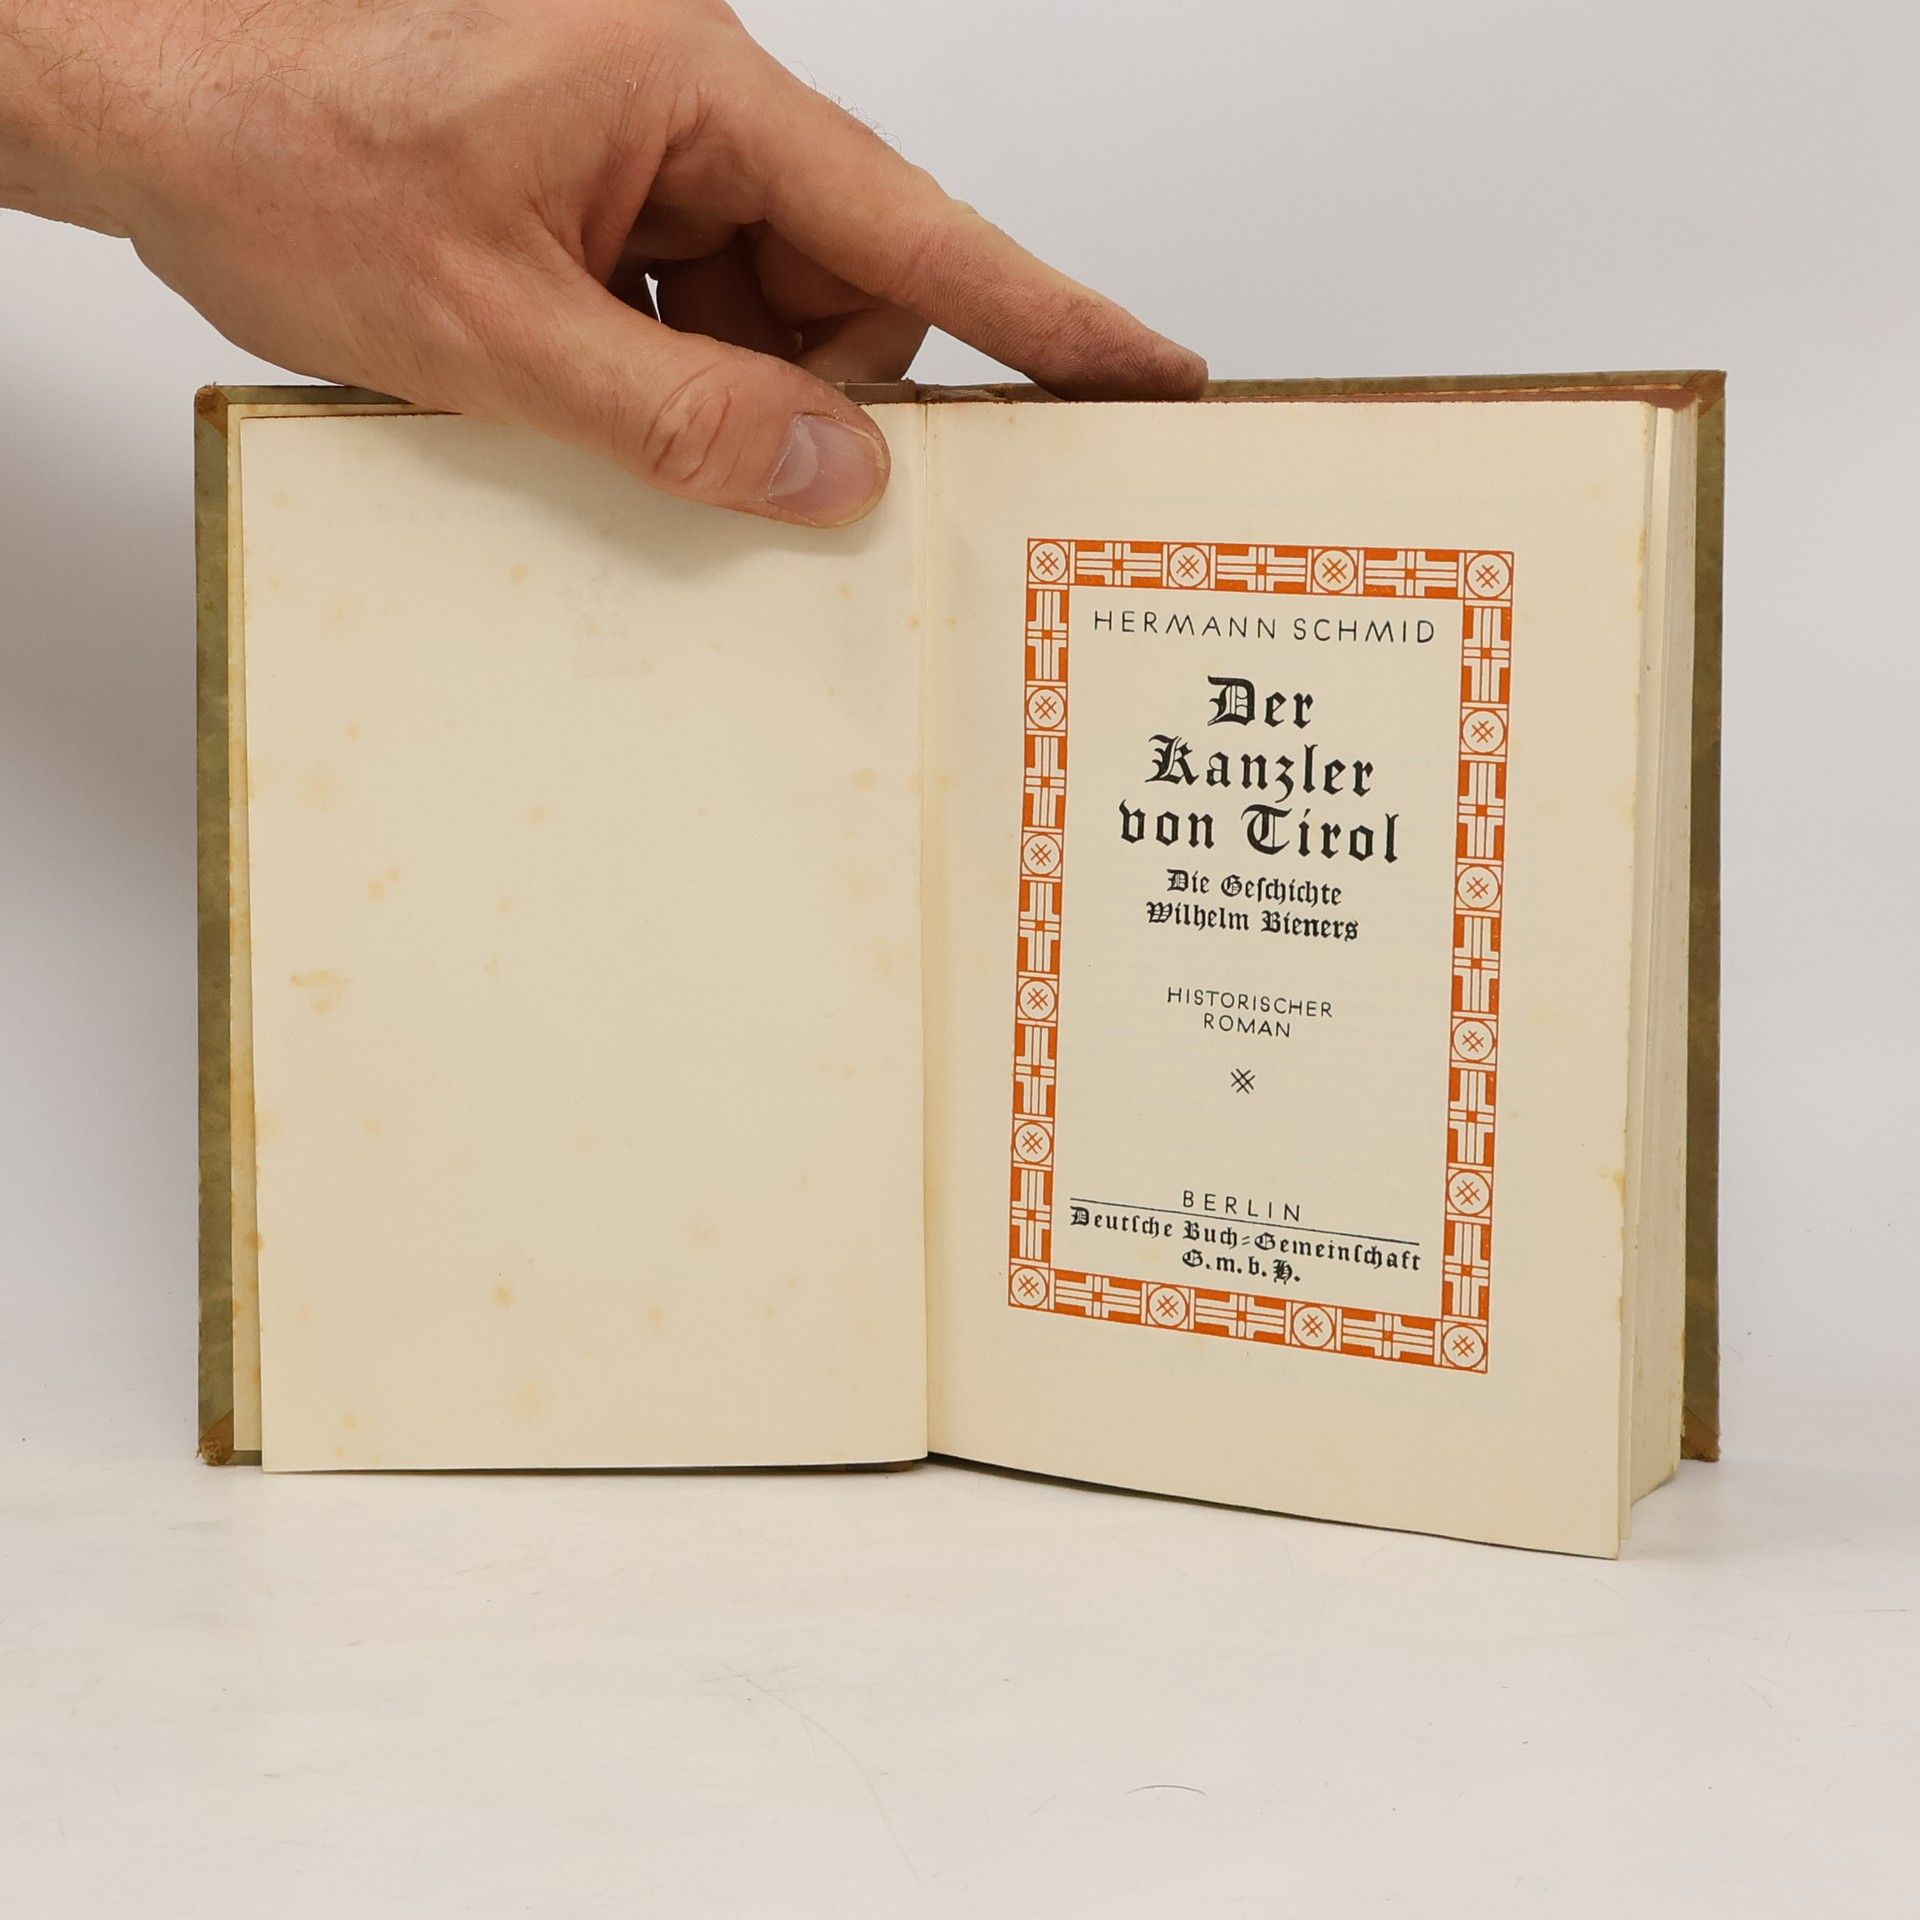 HERMANN SCHMID
Der
Kanzler
von Tirol
Die Geſchichte
Wilhelm Bieners
HISTORISCHER
ROMAN
BERLIN
Deutſche Buch-Gemeinſchaft
G. m. b. H.